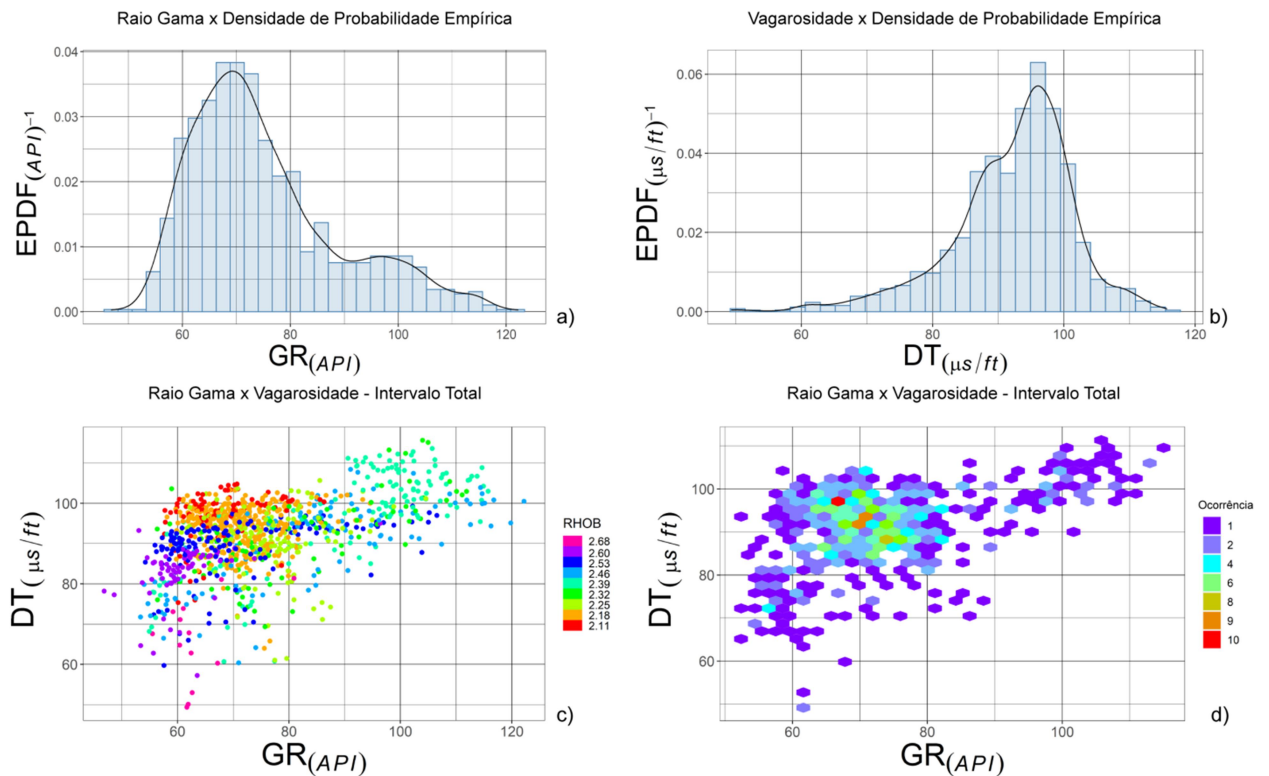 Raio Gama x Densidade de Probabilidade Empírica
EPDF(API)⁻¹
0.04
0.03
0.02
0.01
0.00
60 80 100 120
GR(API)
a)
Vagarosidade x Densidade de Probabilidade Empírica
EPDF(μs/ft)⁻¹
0.06
0.04
0.02
0.00
60 80 100 120
DT(μs/ft)
b)
Raio Gama x Vagarosidade - Intervalo Total
DT(μs/ft)
100
80
60
60 80 100 120
GR(API)
RHOB
2.68
2.60
2.53
2.46
2.39
2.32
2.25
2.18
2.11
c)
Raio Gama x Vagarosidade - Intervalo Total
DT(μs/ft)
100
80
60
60 80 100
GR(API)
Ocorrência
1
2
4
6
8
9
10
d)